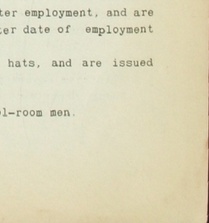 ter employment, and are
ter date of employment
hats, and are issued
l-room men.